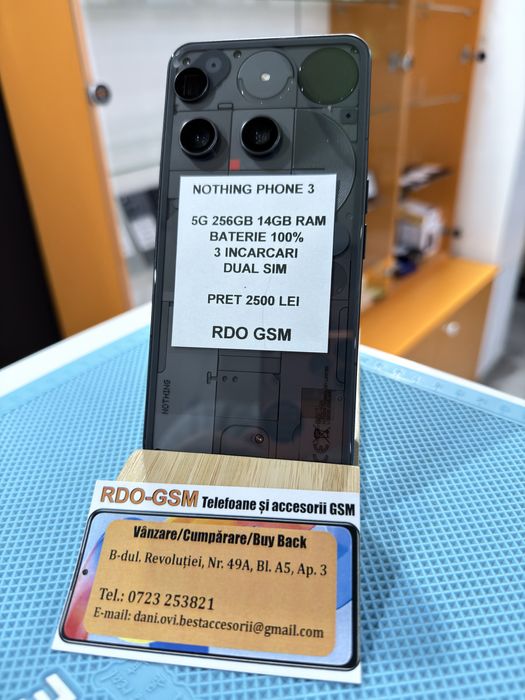 NOTHING PHONE 3
5G 256GB 14GB RAM
BATERIE 100%
3 INCARCARI
DUAL SIM
PRET 2500 LEI
RDO GSM
NOTHING
RDO-GSM Telefoane și accesorii GSM
Vânzare/Cumpărare/Buy Back
B-dul. Revoluției, Nr. 49A, Bl. A5, Ap. 3
Tel.: 0723 253821
E-mail: dani.ovi.bestaccesorii@gmail.com